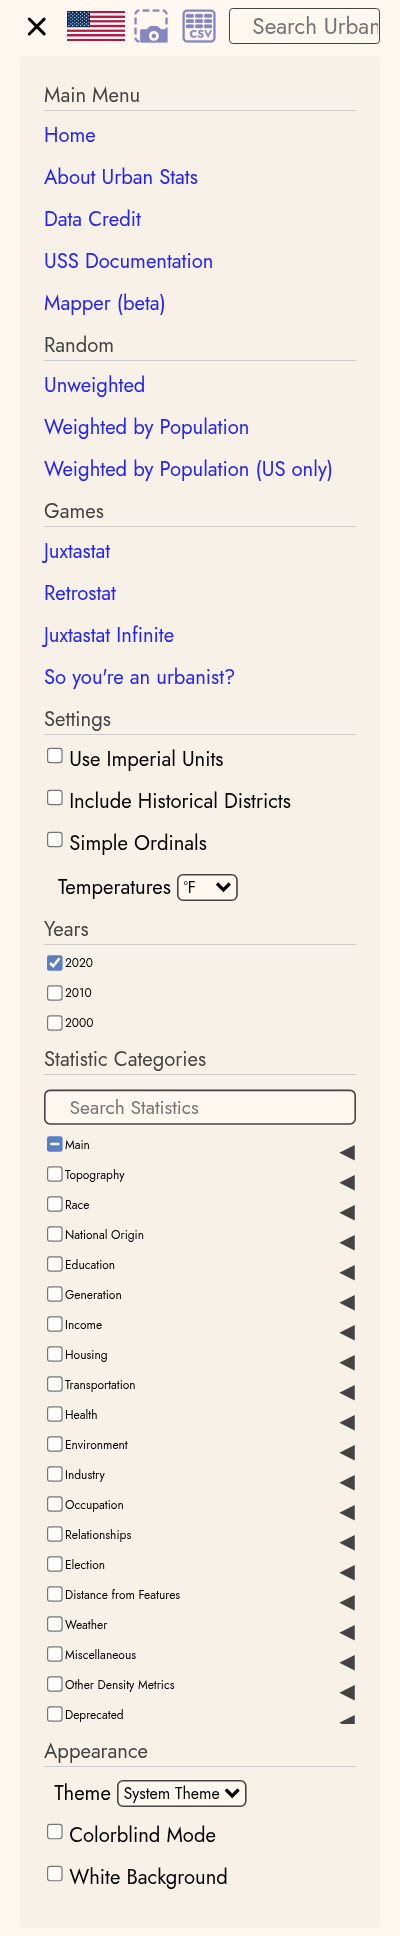 CSV
Search Urban
Main Menu
Home
About Urban Stats
Data Credit
USS Documentation
Mapper (beta)
Random
Unweighted
Weighted by Population
Weighted by Population (US only)
Games
Juxtastat
Retrostat
Juxtastat Infinite
So you're an urbanist?
Settings
Use Imperial Units
Include Historical Districts
Simple Ordinals
Temperatures °F
Years
2020
2010
2000
Statistic Categories
Search Statistics
Main
Topography
Race
National Origin
Education
Generation
Income
Housing
Transportation
Health
Environment
Industry
Occupation
Relationships
Election
Distance from Features
Weather
Miscellaneous
Other Density Metrics
Deprecated
Appearance
Theme System Theme
Colorblind Mode
White Background